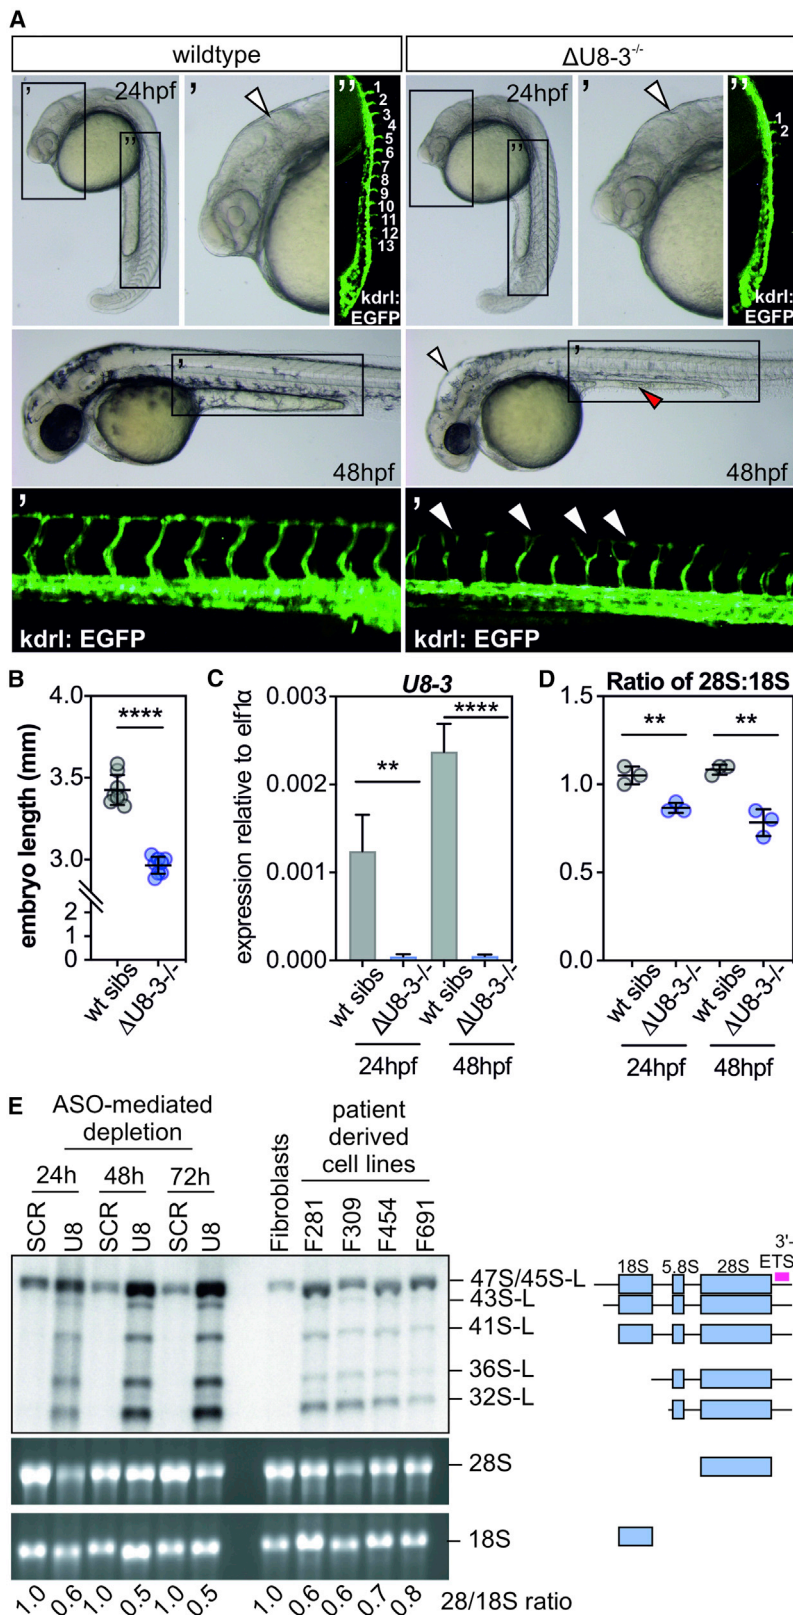 A
wildtype
ΔU8-3-/-
’
24hpf
’’
’
’’
1
2
3
4
5
6
7
8
9
10
11
12
13
kdrl:
EGFP
24hpf
’’
’
’’
1
2
kdrl:
EGFP
’
48hpf
’
48hpf
’
kdrl: EGFP
’
kdrl: EGFP
B
4.0
3.5
3.0
2
1
0
embryo length (mm)
****
wt sibs
ΔU8-3-/-
C
U8-3
0.003
0.002
0.001
0.000
expression relative to elf1α
**
****
wt sibs
ΔU8-3-/-
wt sibs
ΔU8-3-/-
24hpf
48hpf
D
Ratio of 28S:18S
1.5
1.0
0.5
0.0
**
**
wt sibs
ΔU8-3-/-
wt sibs
ΔU8-3-/-
24hpf
48hpf
E
ASO-mediated
depletion
24h
48h
72h
SCR
U8
SCR
U8
SCR
U8
Fibroblasts
patient
derived
cell lines
F281
F309
F454
F691
47S/45S-L
43S-L
41S-L
36S-L
32S-L
28S
18S
18S
5.8S
28S
3'-
ETS
1.0
0.6
1.0
0.5
1.0
0.5
1.0
0.6
0.6
0.7
0.8
28/18S ratio